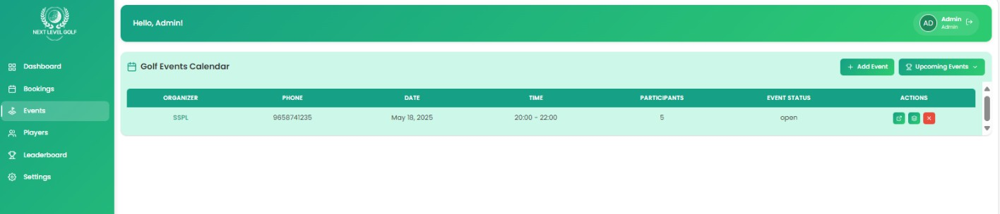 NEXT LEVEL GOLF
Dashboard
Bookings
Events
Players
Leaderboard
Settings
Hello, Admin!
AD
Admin
Admin
Golf Events Calendar
+ Add Event
Upcoming Events
ORGANIZER PHONE DATE TIME PARTICIPANTS EVENT STATUS ACTIONS
SSPL 9658741235 May 18, 2025 20:00 - 22:00 5 open